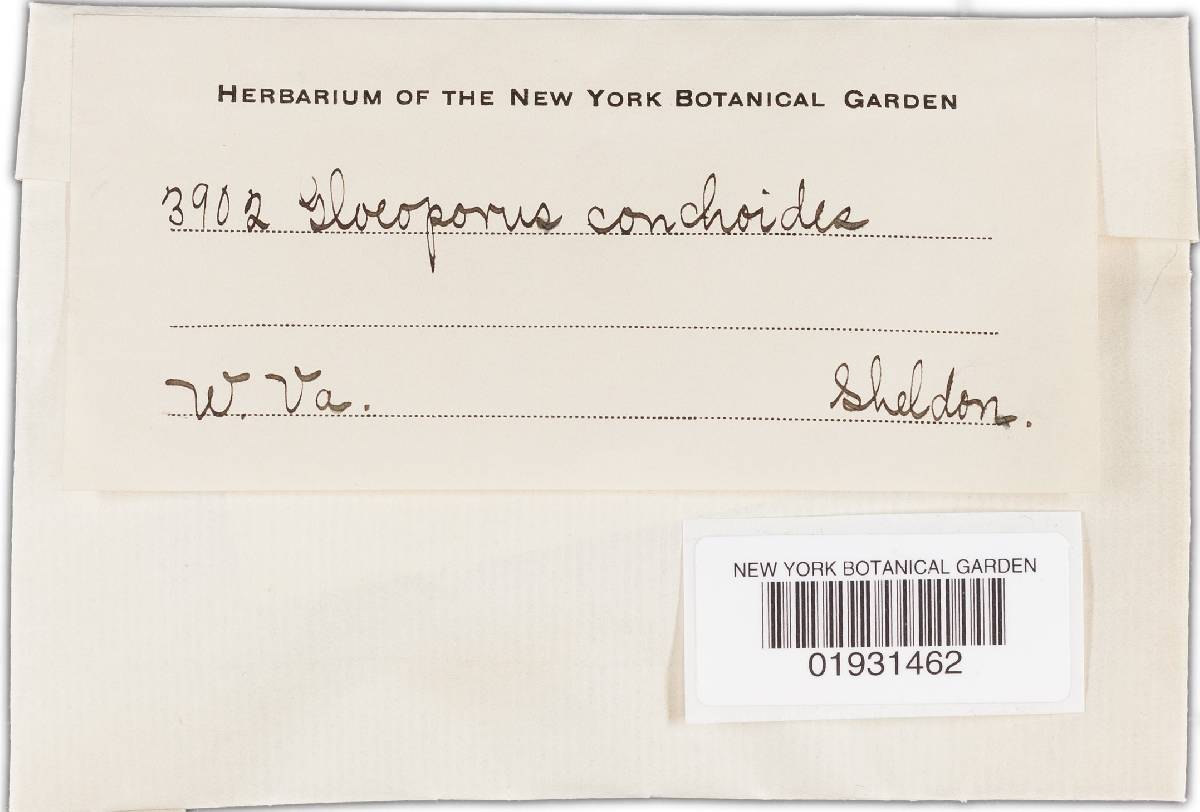 HERBARIUM OF THE NEW YORK BOTANICAL GARDEN
3902 Gloeoporus conchoides
W. Va. Sheldon.
NEW YORK BOTANICAL GARDEN
01931462